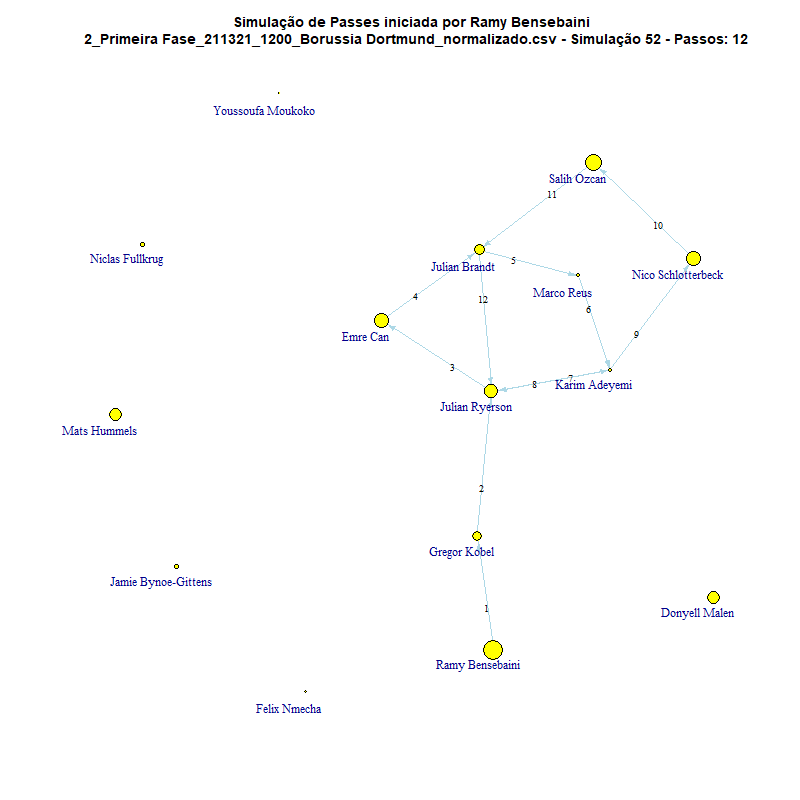 Simulação de Passes iniciada por Ramy Bensebaini
2_Primeira Fase_211321_1200_Borussia Dortmund_normalizado.csv - Simulação 52 - Passos: 12
Youssoufa Moukoko
Salih Özcan
11
10
Niclas Fullkrug
Julian Brandt
5
Nico Schlotterbeck
Marco Reus
4
12
6
Emre Can
9
3
8
7
Karim Adeyemi
Julian Ryerson
Mats Hummels
2
Gregor Kobel
Jamie Bynoe-Gittens
1
Donyell Malen
Ramy Bensebaini
Felix Nmecha